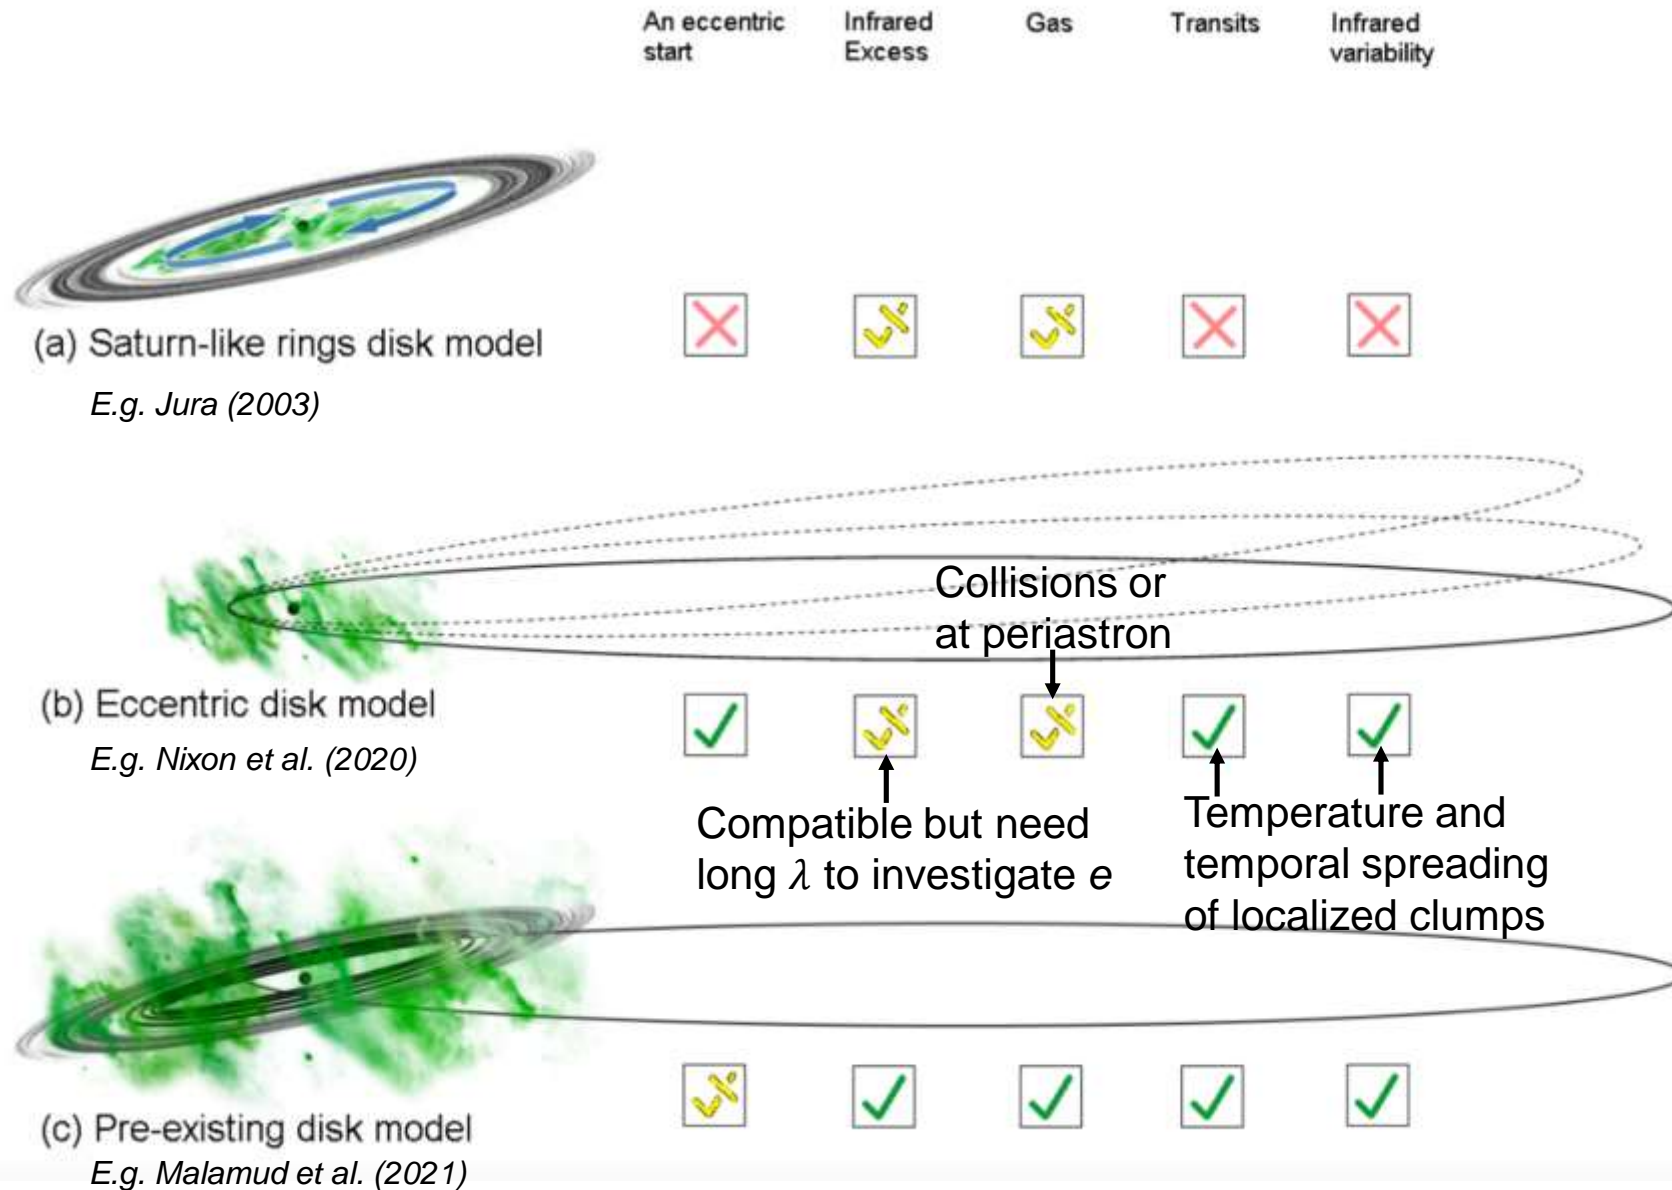 An eccentric
start
Infrared
Excess
Gas
Transits
Infrared
variability
(a) Saturn-like rings disk model
E.g. Jura (2003)
Collisions or
at periastron
(b) Eccentric disk model
E.g. Nixon et al. (2020)
Compatible but need
long λ to investigate e
Temperature and
temporal spreading
of localized clumps
(c) Pre-existing disk model
E.g. Malamud et al. (2021)